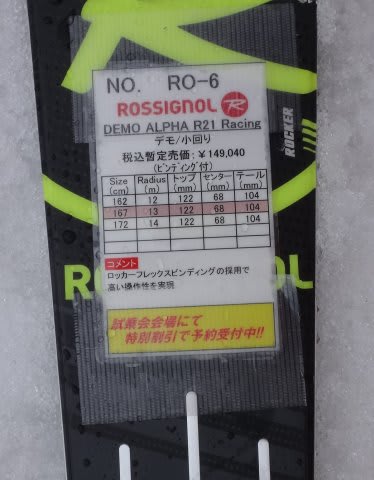 NO. RO-6
ROSSIGNOL R
DEMO ALPHA R21 Racing
デモ/小回り
税込暫定売価：￥149,040
(ビンディング付)
Size (cm) Radius (m) トップ (mm) センター (mm) テール (mm)
162 12 122 68 104
167 13 122 68 104
172 14 122 68 104
コメント
ロッカーフレックスビンディングの採用で
高い操作性を実現
試乗会会場にて
特別割引で予約受付中!!
ROCKER
ROSSIGNOL